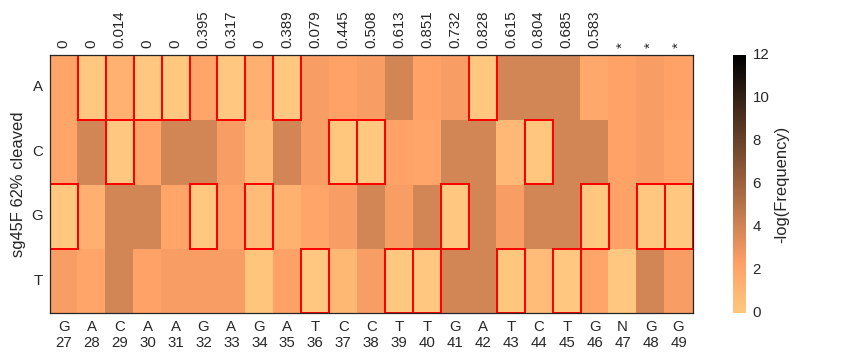 0 0 0.014 0 0 0.395 0.317 0 0.389 0.079 0.445 0.508 0.613 0.851 0.732 0.828 0.615 0.804 0.685 0.583 * * *
sg45F 62% cleaved
A
C
G
T
G A C A A G A G A T C C T T G A T C T G N G G
27 28 29 30 31 32 33 34 35 36 37 38 39 40 41 42 43 44 45 46 47 48 49
12
10
8
6
4
2
0
-log(Frequency)